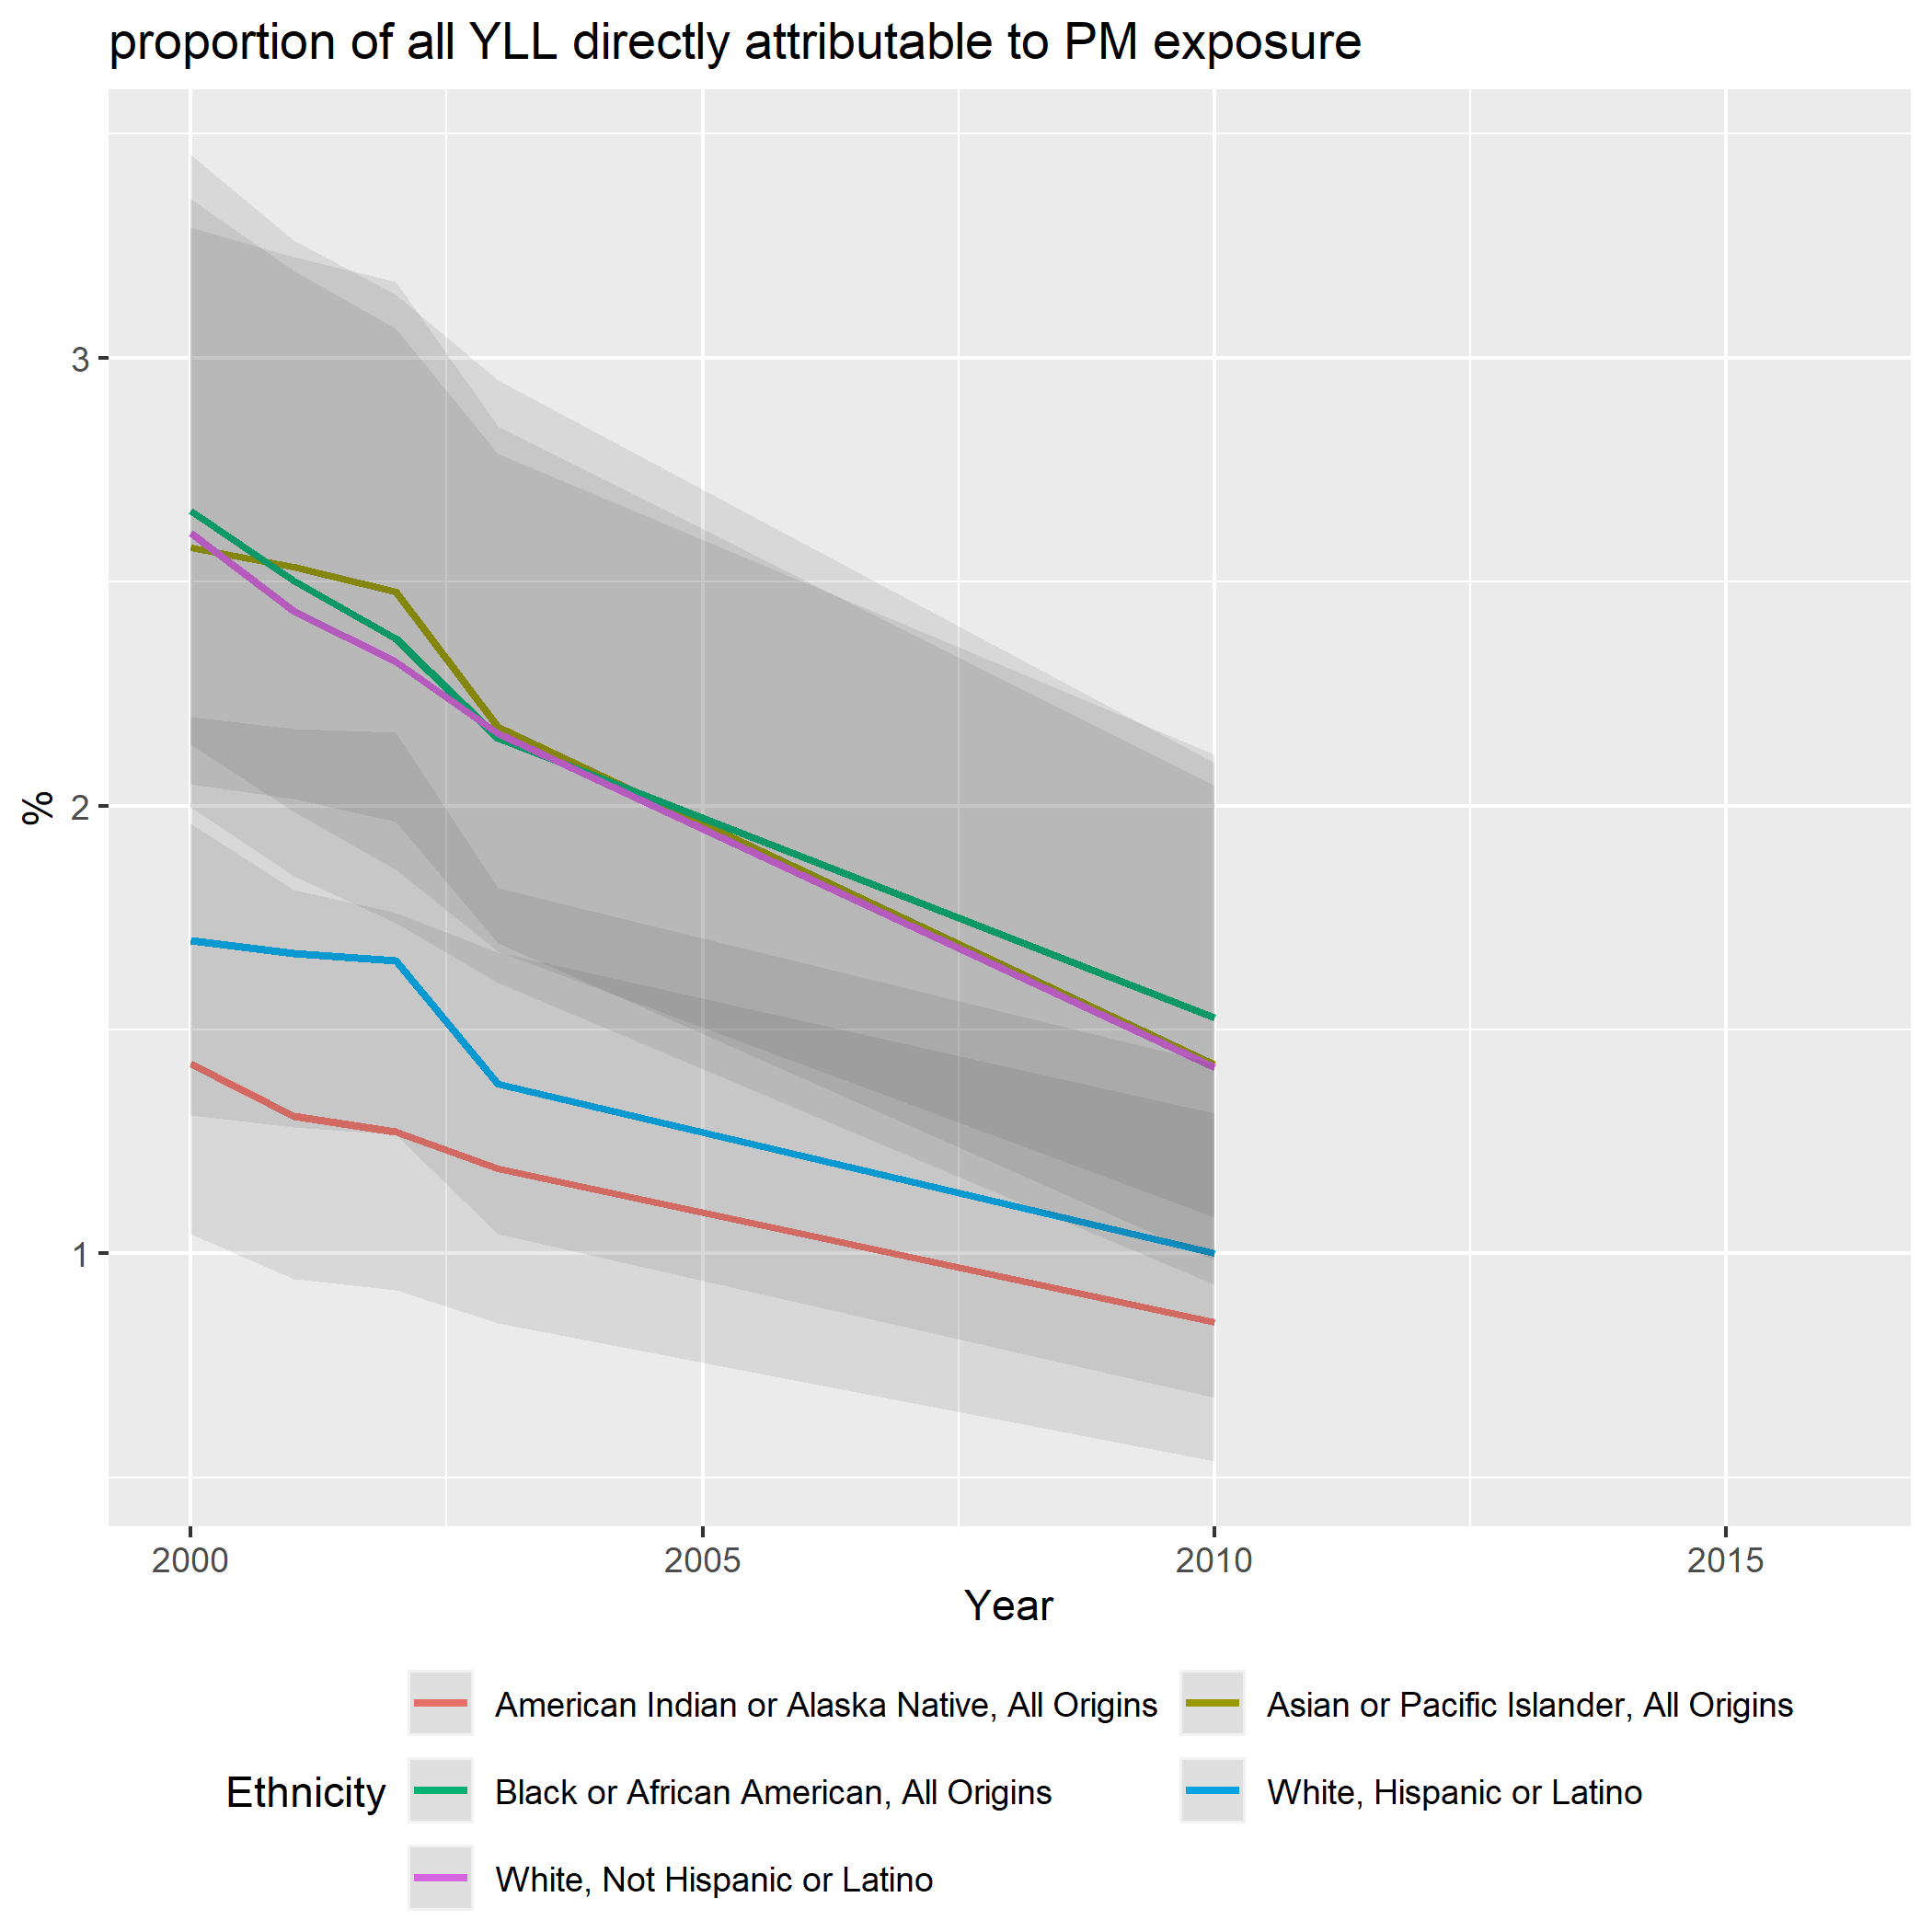 proportion of all YLL directly attributable to PM exposure
3
2
1
%
2000 2005 2010 2015
Year
Ethnicity
American Indian or Alaska Native, All Origins
Asian or Pacific Islander, All Origins
Black or African American, All Origins
White, Hispanic or Latino
White, Not Hispanic or Latino